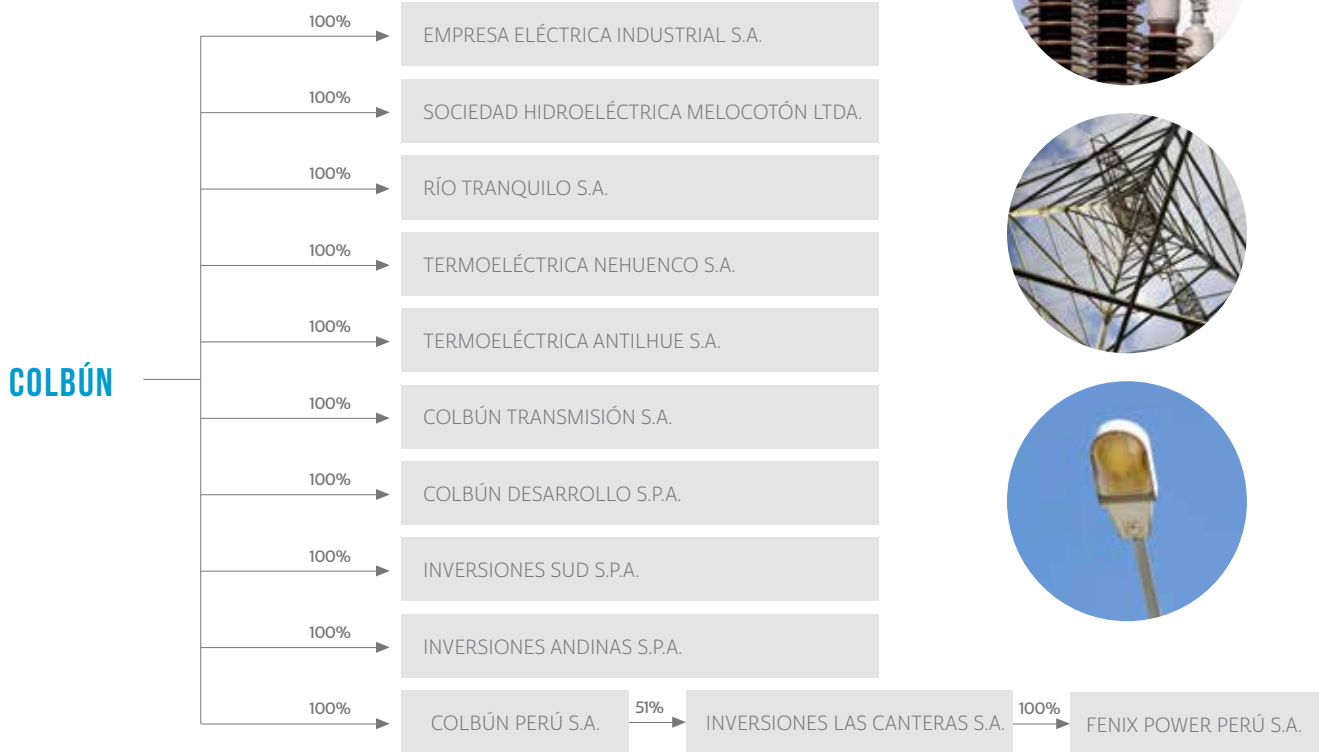 100%
EMPRESA ELÉCTRICA INDUSTRIAL S.A.
100%
SOCIEDAD HIDROELÉCTRICA MELOCOTÓN LTDA.
100%
RÍO TRANQUILO S.A.
100%
TERMOELÉCTRICA NEHUENCO S.A.
100%
TERMOELÉCTRICA ANTILHUE S.A.
COLBÚN
100%
COLBÚN TRANSMISIÓN S.A.
100%
COLBÚN DESARROLLO S.P.A.
100%
INVERSIONES SUD S.P.A.
100%
INVERSIONES ANDINAS S.P.A.
100%
COLBÚN PERÚ S.A.
51%
INVERSIONES LAS CANTERAS S.A.
100%
FENIX POWER PERÚ S.A.